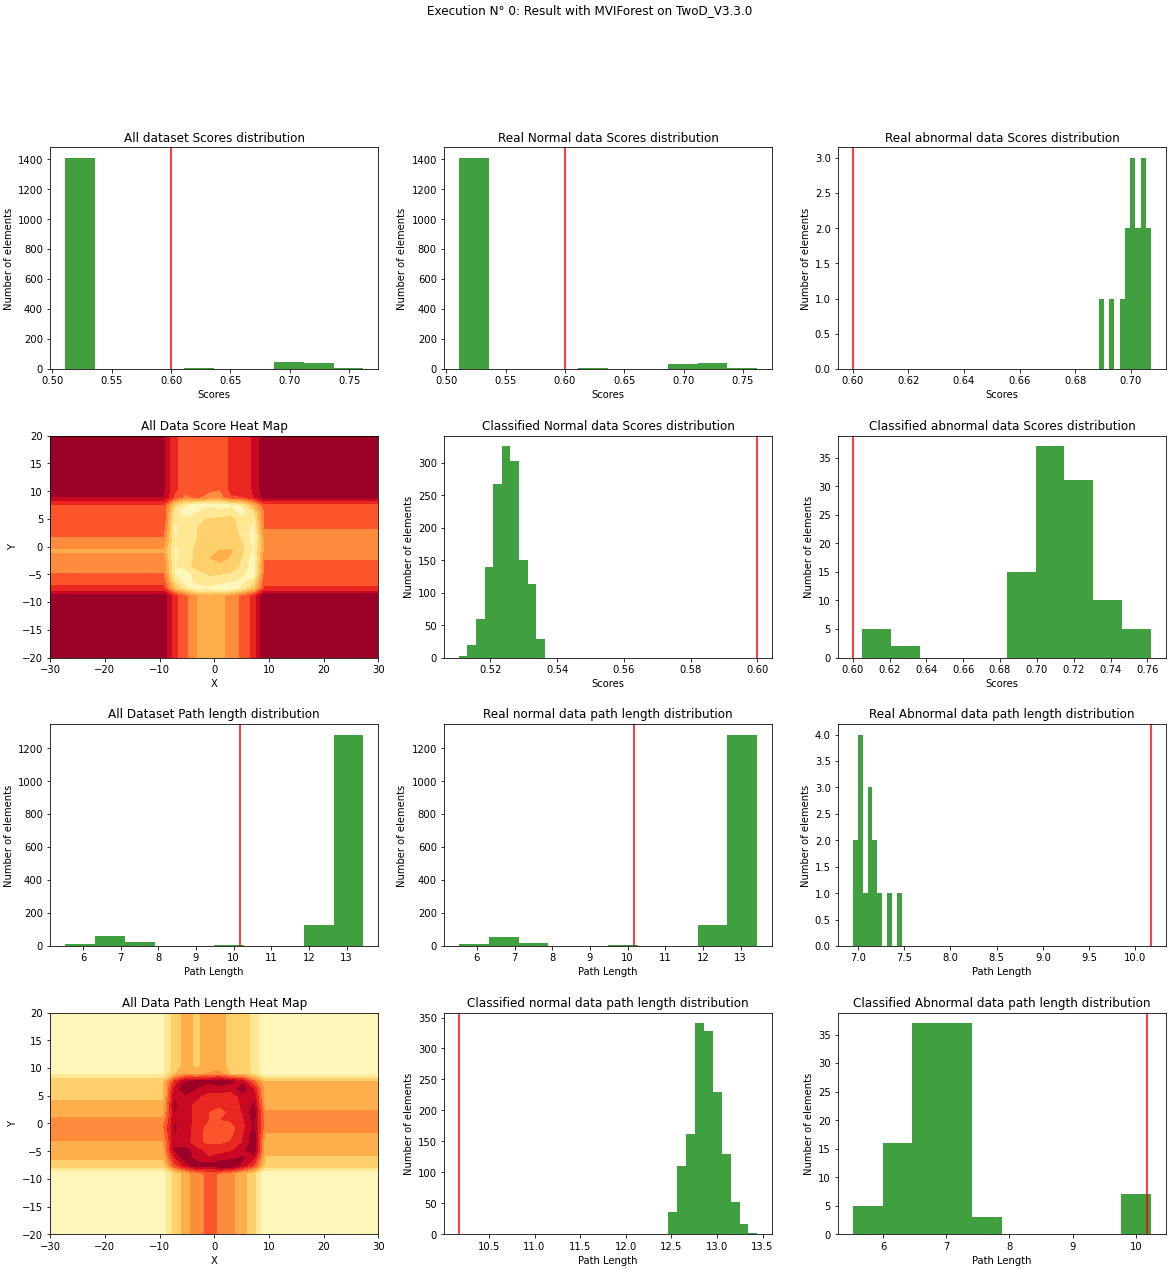 Execution N° 0: Result with MVIForest on TwoD_V3.3.0
All dataset Scores distribution
Number of elements
1400
1200
1000
800
600
400
200
0
0.50 0.55 0.60 0.65 0.70 0.75
Scores
Real Normal data Scores distribution
Number of elements
1400
1200
1000
800
600
400
200
0
0.50 0.55 0.60 0.65 0.70 0.75
Scores
Real abnormal data Scores distribution
Number of elements
3.0
2.5
2.0
1.5
1.0
0.5
0.0
0.60 0.62 0.64 0.66 0.68 0.70
Scores
All Data Score Heat Map
Y
20
15
10
5
0
−5
−10
−15
−20
−30 −20 −10 0 10 20 30
X
Classified Normal data Scores distribution
Number of elements
300
250
200
150
100
50
0
0.52 0.54 0.56 0.58 0.60
Scores
Classified abnormal data Scores distribution
Number of elements
35
30
25
20
15
10
5
0
0.60 0.62 0.64 0.66 0.68 0.70 0.72 0.74 0.76
Scores
All Dataset Path length distribution
Number of elements
1200
1000
800
600
400
200
0
6 7 8 9 10 11 12 13
Path Length
Real normal data path length distribution
Number of elements
1200
1000
800
600
400
200
0
6 7 8 9 10 11 12 13
Path Length
Real Abnormal data path length distribution
Number of elements
4.0
3.5
3.0
2.5
2.0
1.5
1.0
0.5
0.0
7.0 7.5 8.0 8.5 9.0 9.5 10.0
Path Length
All Data Path Length Heat Map
Y
20
15
10
5
0
−5
−10
−15
−20
−30 −20 −10 0 10 20 30
X
Classified normal data path length distribution
Number of elements
350
300
250
200
150
100
50
0
10.5 11.0 11.5 12.0 12.5 13.0 13.5
Path Length
Classified Abnormal data path length distribution
Number of elements
35
30
25
20
15
10
5
0
6 7 8 9 10
Path Length